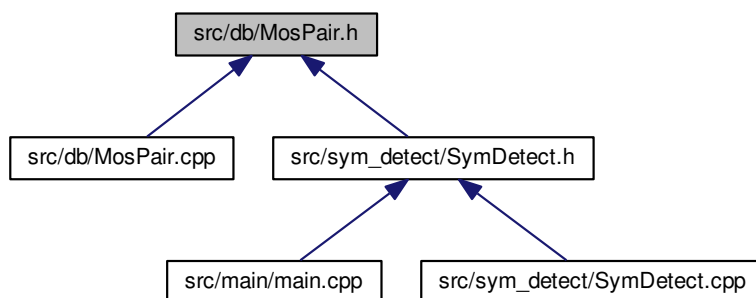 src/db/MosPair.h
src/db/MosPair.cpp
src/sym_detect/SymDetect.h
src/main/main.cpp
src/sym_detect/SymDetect.cpp